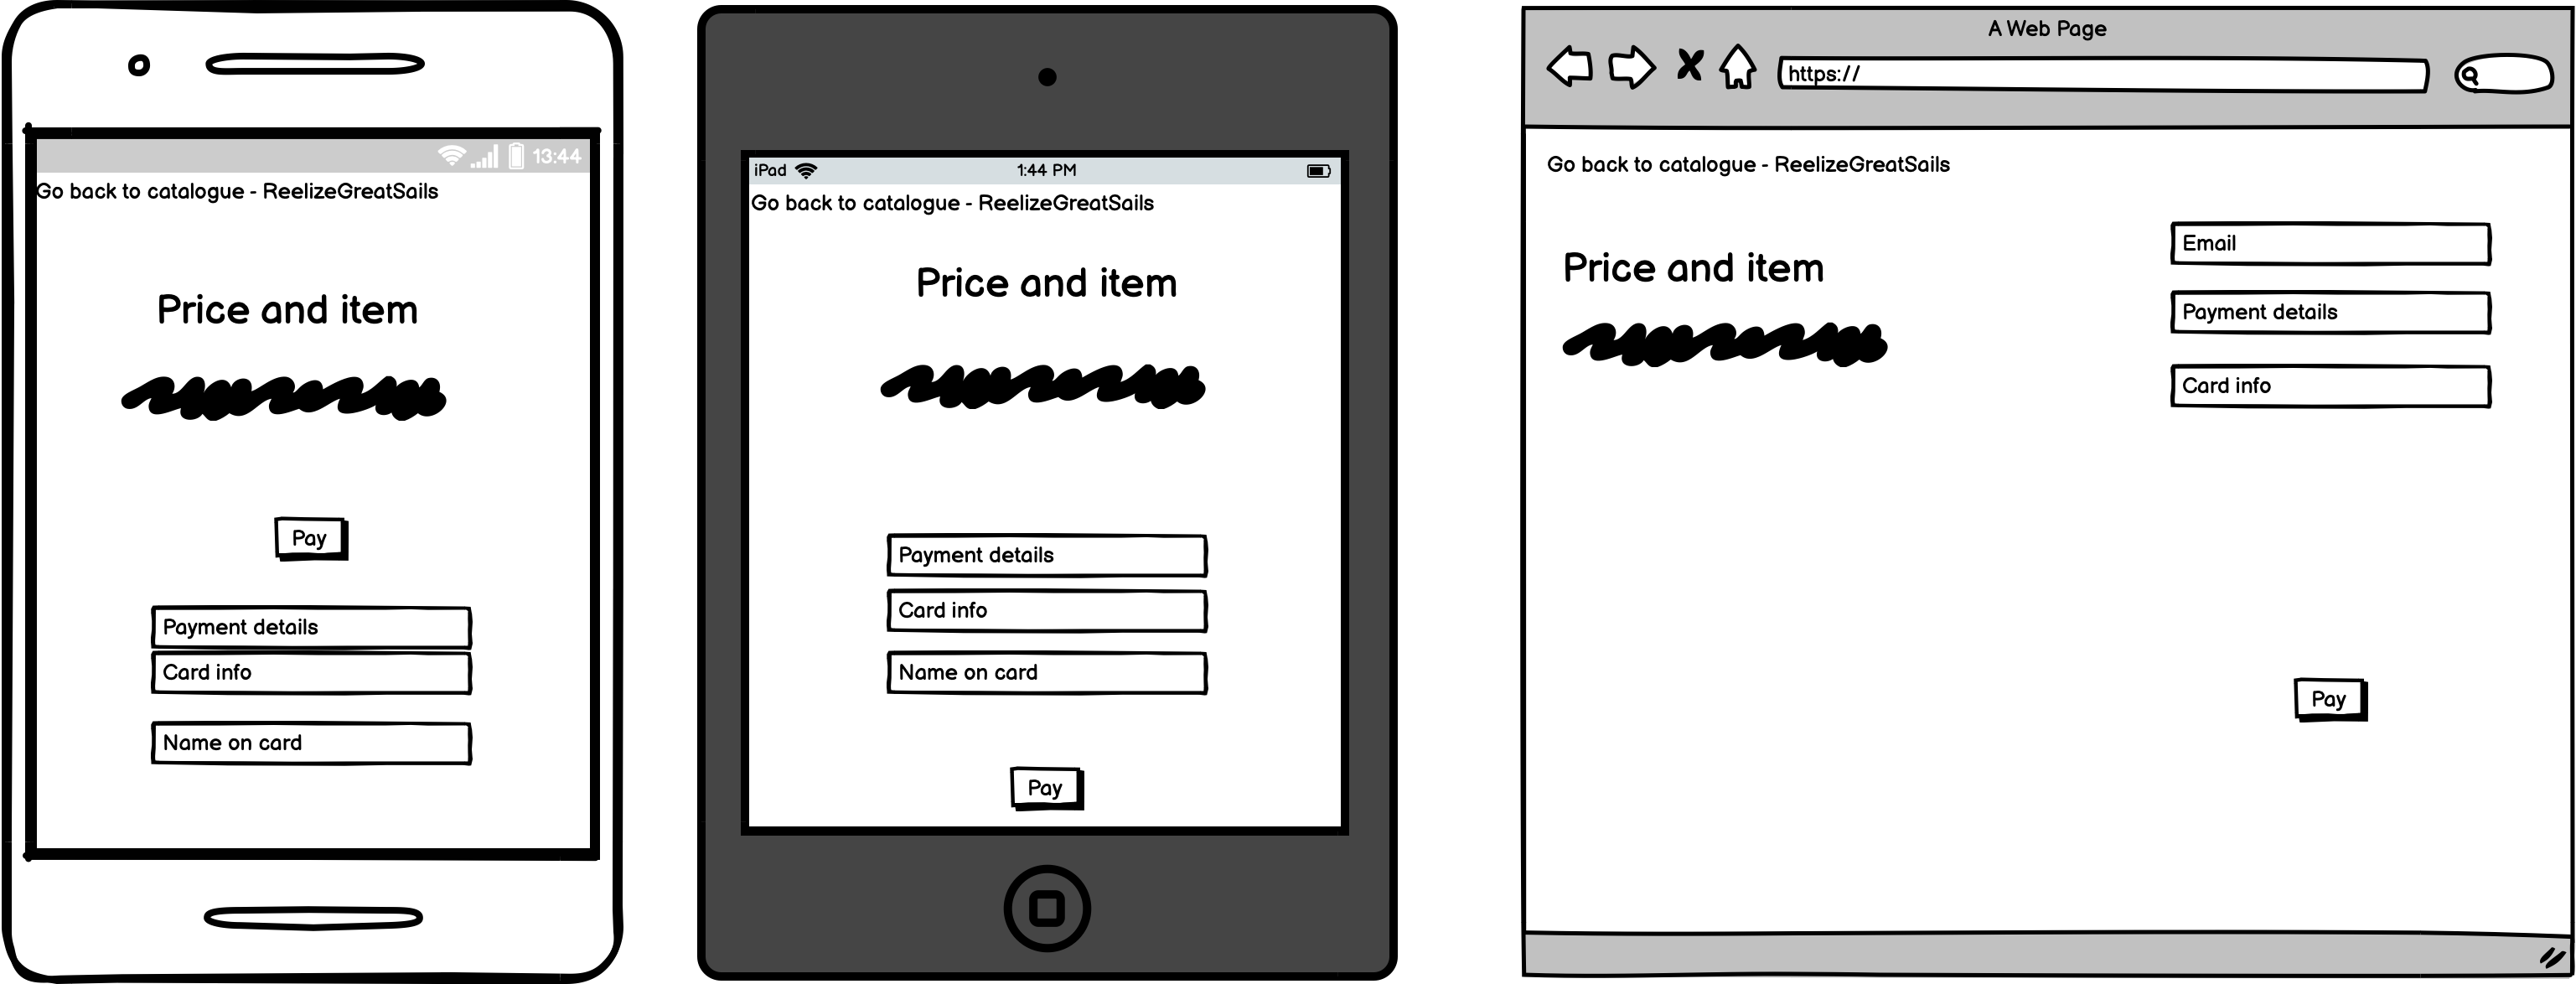 13:44
Go back to catalogue - ReelizeGreatSails
Price and item
Pay
Payment details
Card info
Name on card
iPad 1:44 PM
Go back to catalogue - ReelizeGreatSails
Price and item
Payment details
Card info
Name on card
Pay
A Web Page
https://
Go back to catalogue - ReelizeGreatSails
Price and item
Email
Payment details
Card info
Pay